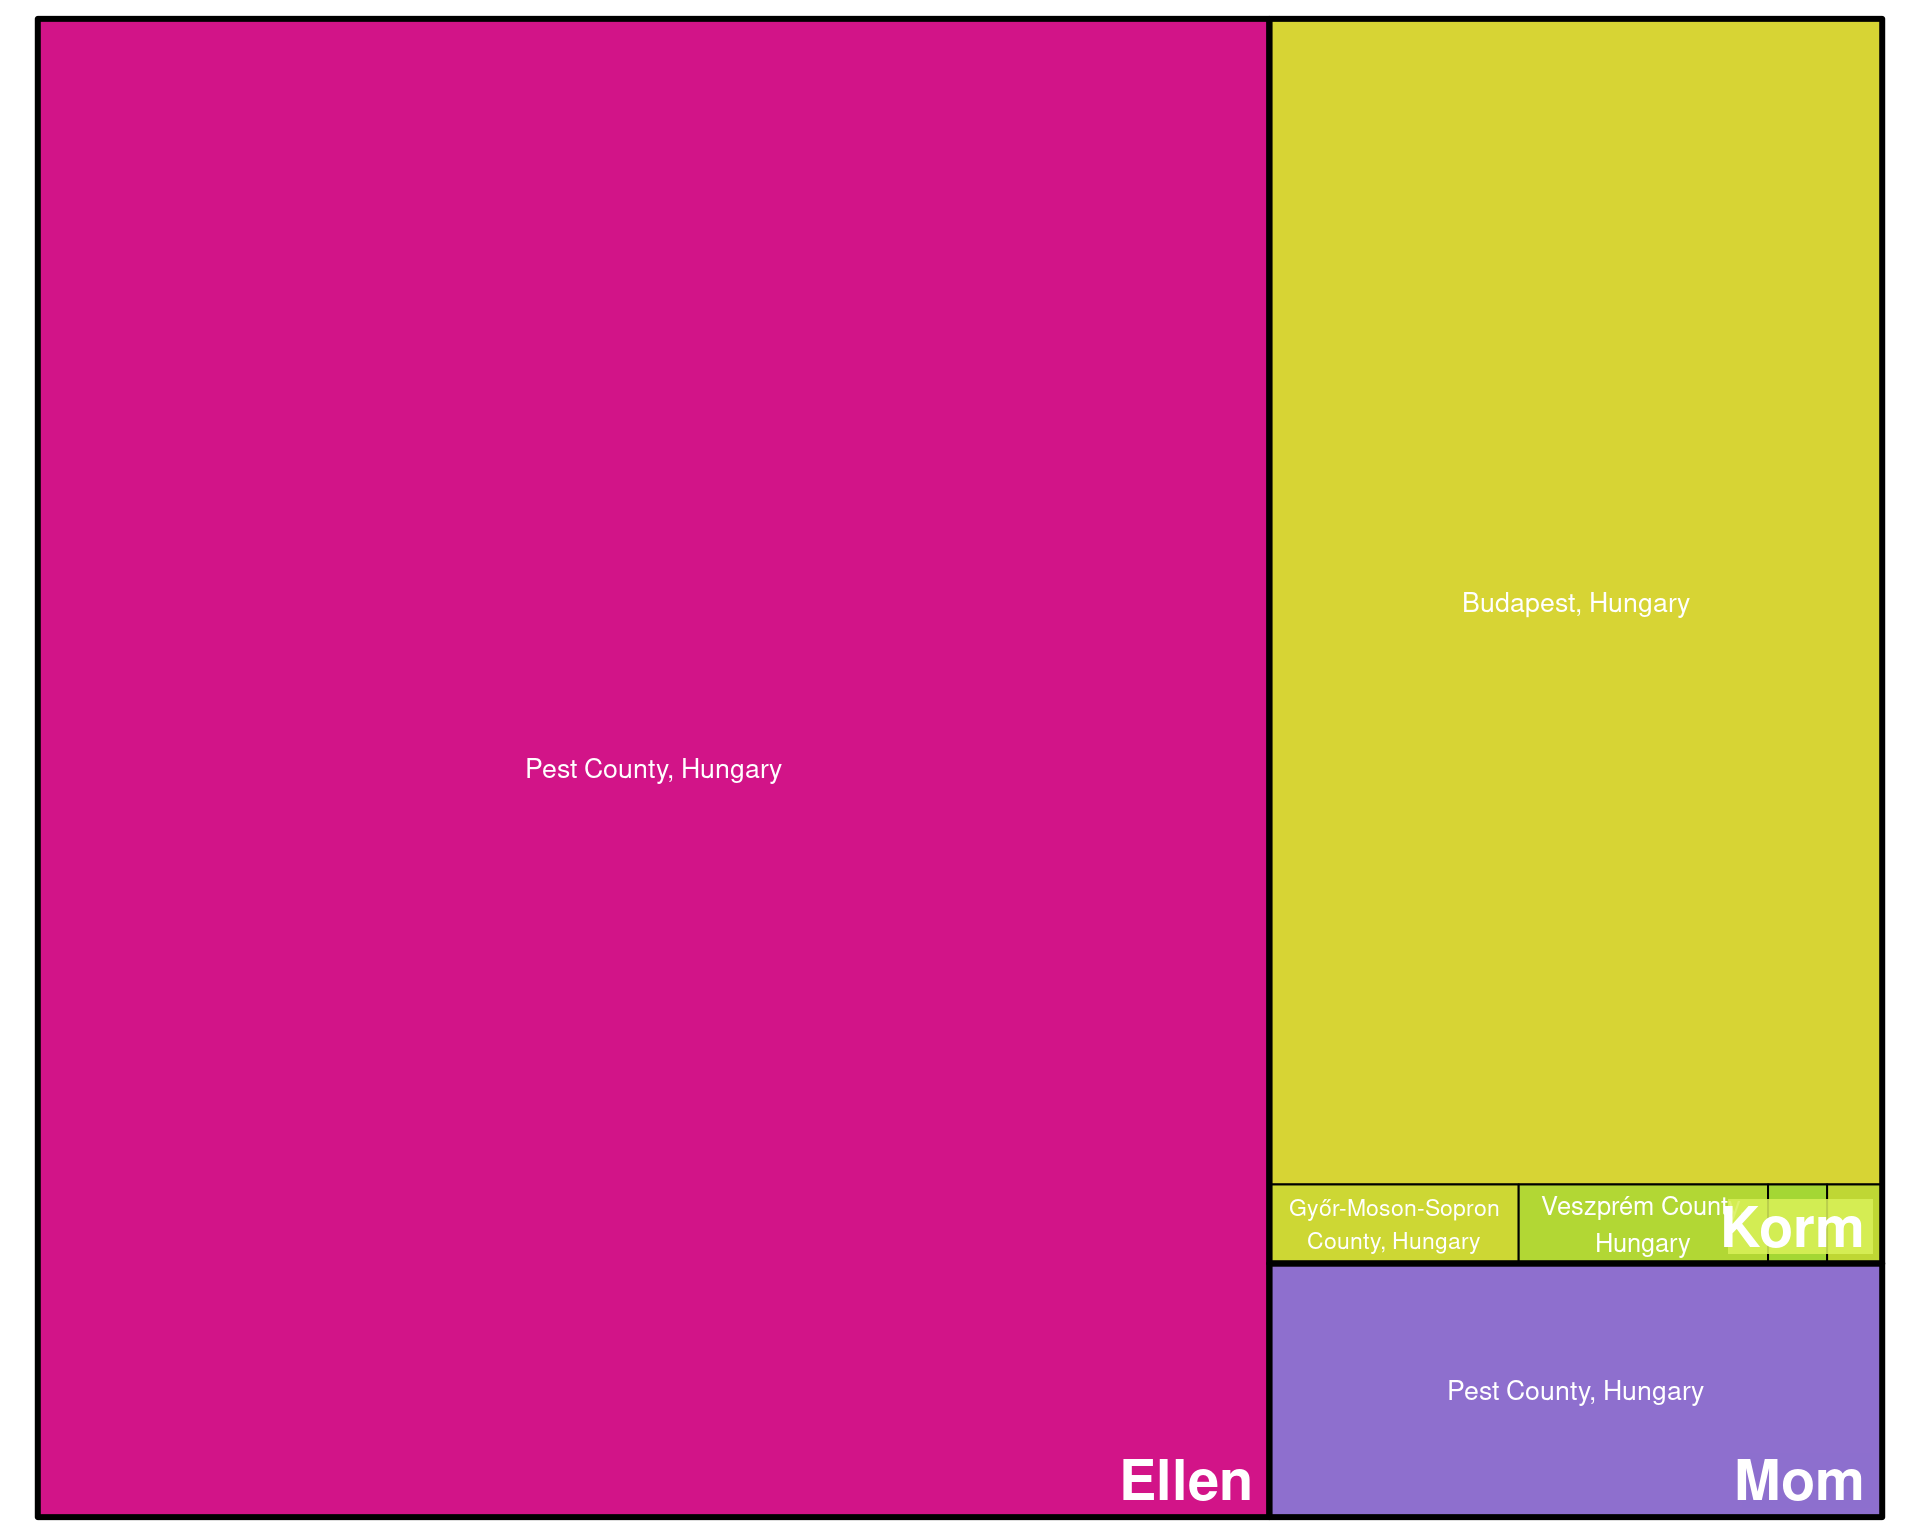 Pest County, Hungary
Ellen
Budapest, Hungary
Győr-Moson-Sopron
County, Hungary
Veszprém Count
Hungary
Korm
Pest County, Hungary
Mom